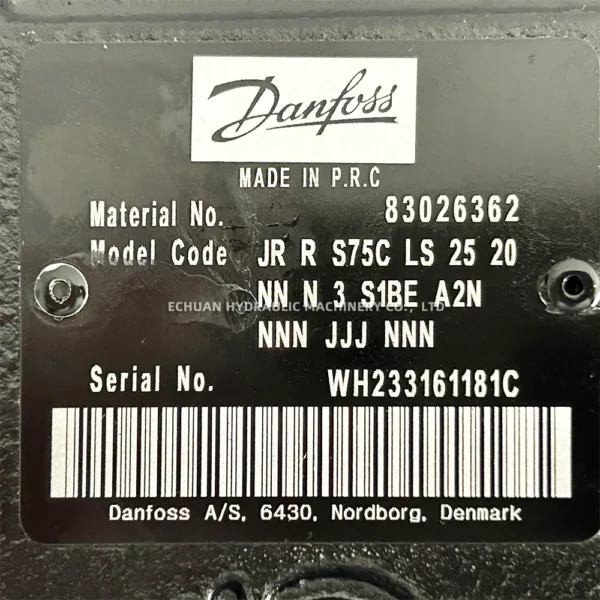 Danfoss
MADE IN P.R.C
Material No. 83026362
Model Code JR R S75C LS 25 20
NN N 3 S1BE A2N
ECHUAN HYDRAULIC MACHINERY CO., LTD
NNN JJJ NNN
Serial No. WH233161181C
Danfoss A/S, 6430, Nordborg, Denmark